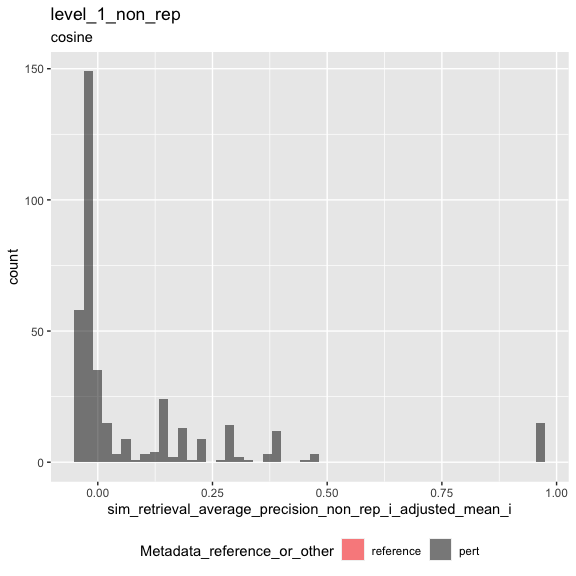 level_1_non_rep
cosine
150
100
50
0
count
0.00 0.25 0.50 0.75 1.00
sim_retrieval_average_precision_non_rep_i_adjusted_mean_i
Metadata_reference_or_other reference pert